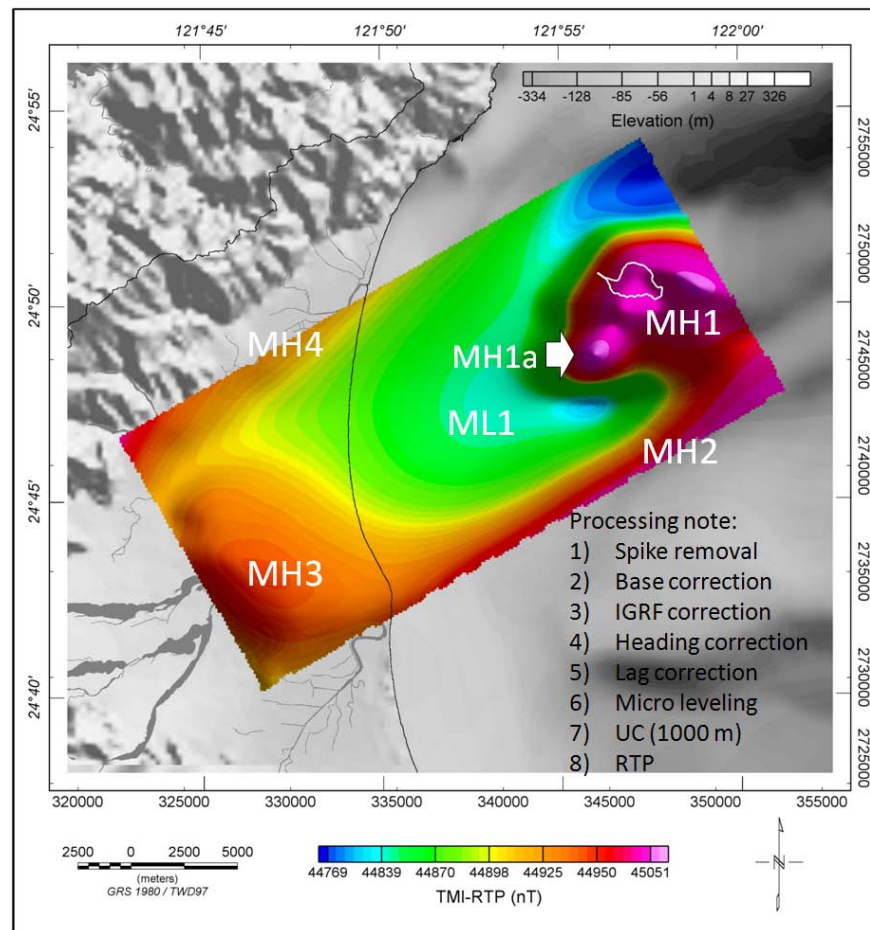 121°45' 121°50' 121°55' 122°00'
24°55'
24°50'
24°45'
24°40'
-334 -128 -85 -56 1 4 8 27 326
Elevation (m)
2755000
2750000
2745000
2740000
2735000
2730000
2725000
MH4
MH1
MH1a
ML1
MH2
MH3
Processing note:
1) Spike removal
2) Base correction
3) IGRF correction
4) Heading correction
5) Lag correction
6) Micro leveling
7) UC (1000 m)
8) RTP
320000 325000 330000 335000 340000 345000 350000 355000
2500 0 2500 5000
(meters)
GRS 1980 / TWD97
44769 44839 44870 44898 44925 44950 45051
TMI-RTP (nT)
N